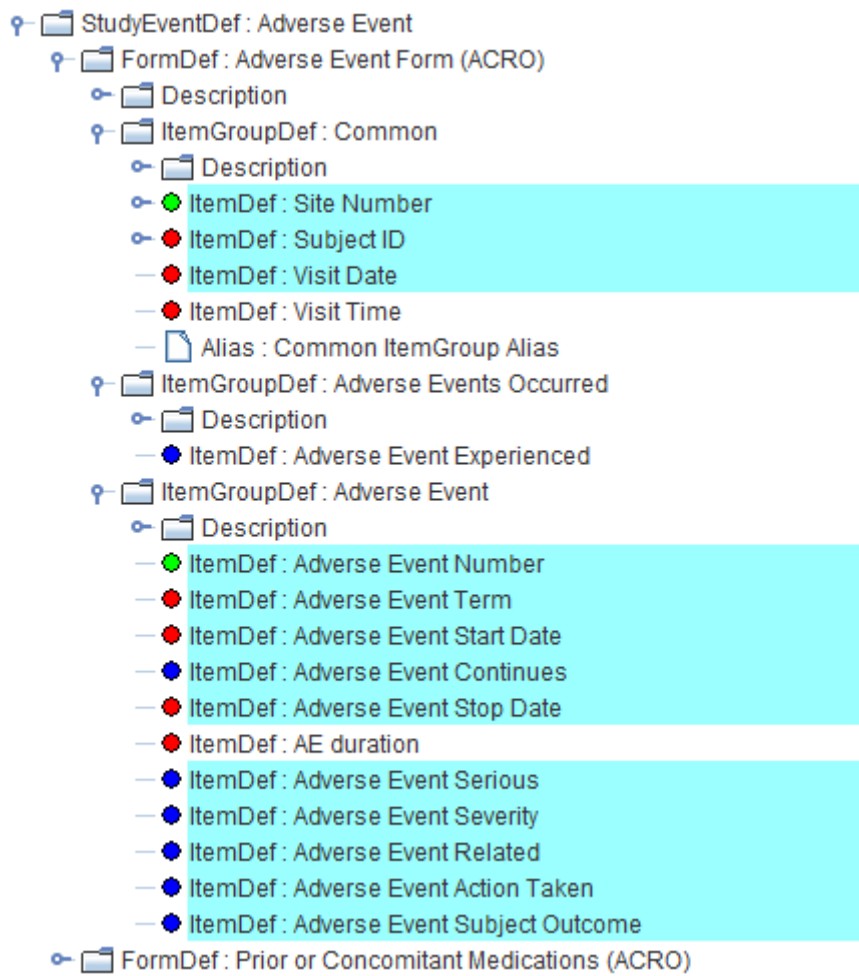 StudyEventDef : Adverse Event
FormDef : Adverse Event Form (ACRO)
Description
ItemGroupDef : Common
Description
ItemDef : Site Number
ItemDef : Subject ID
ItemDef : Visit Date
ItemDef : Visit Time
Alias : Common ItemGroup Alias
ItemGroupDef : Adverse Events Occurred
Description
ItemDef : Adverse Event Experienced
ItemGroupDef : Adverse Event
Description
ItemDef : Adverse Event Number
ItemDef : Adverse Event Term
ItemDef : Adverse Event Start Date
ItemDef : Adverse Event Continues
ItemDef : Adverse Event Stop Date
ItemDef : AE duration
ItemDef : Adverse Event Serious
ItemDef : Adverse Event Severity
ItemDef : Adverse Event Related
ItemDef : Adverse Event Action Taken
ItemDef : Adverse Event Subject Outcome
FormDef : Prior or Concomitant Medications (ACRO)